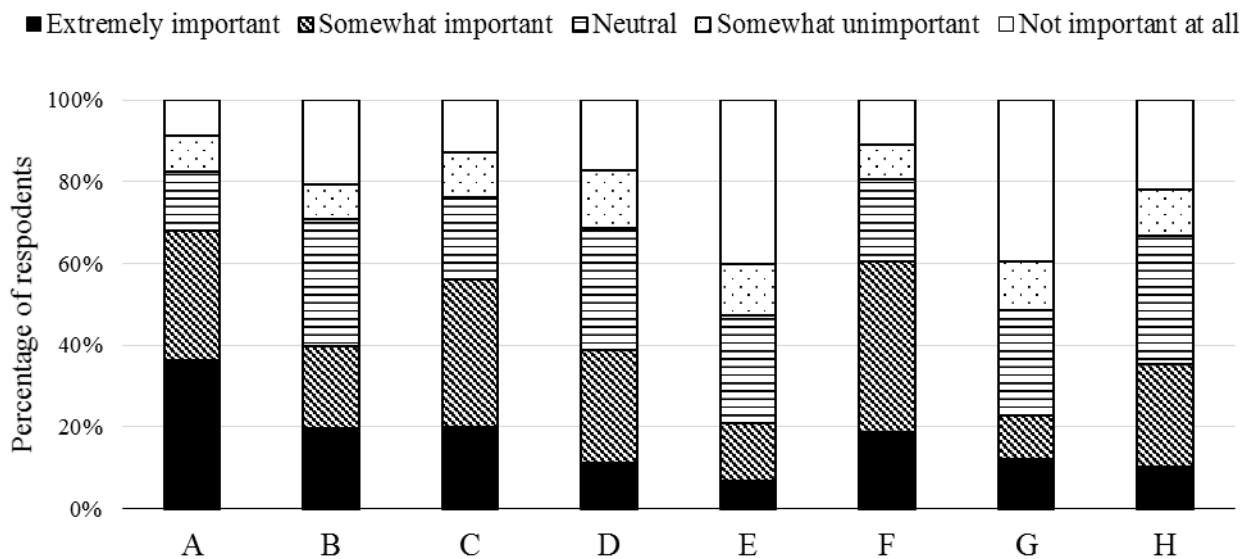 Extremely important Somewhat important Neutral Somewhat unimportant Not important at all
100%
80%
60%
40%
20%
0%
Percentage of respodents
A B C D E F G H